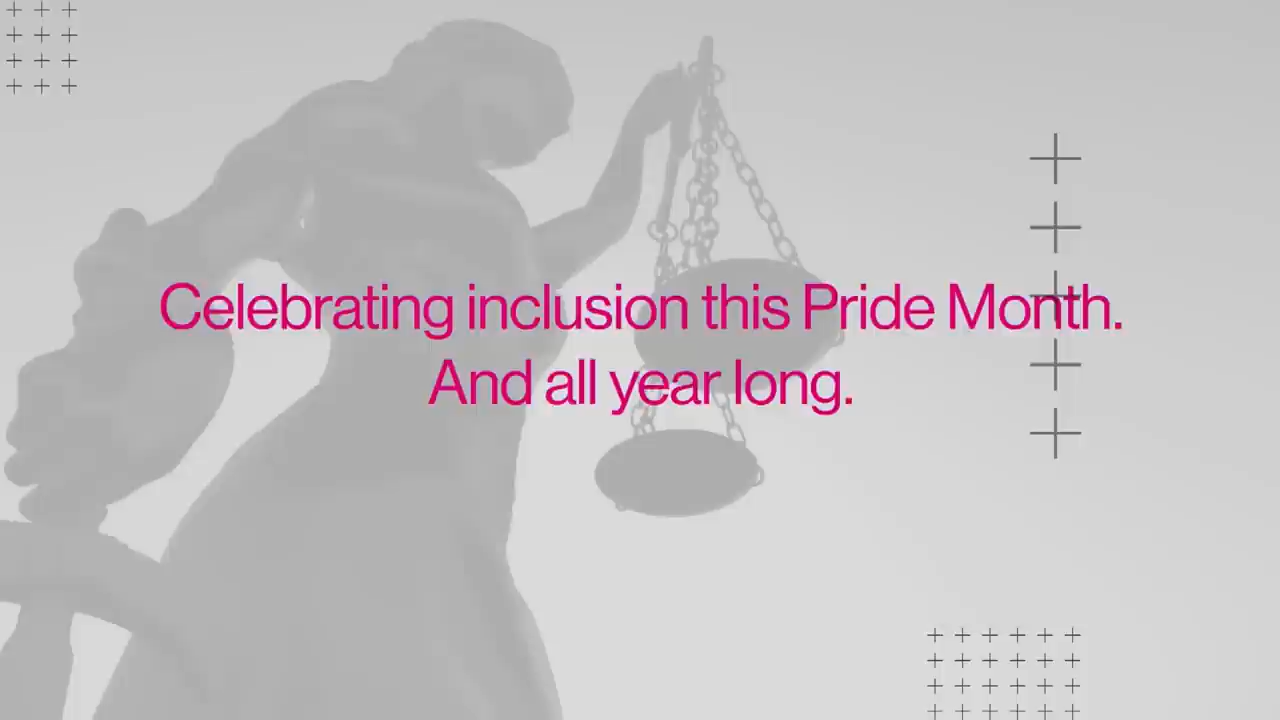 Celebrating inclusion this Pride Month.
And all year long.